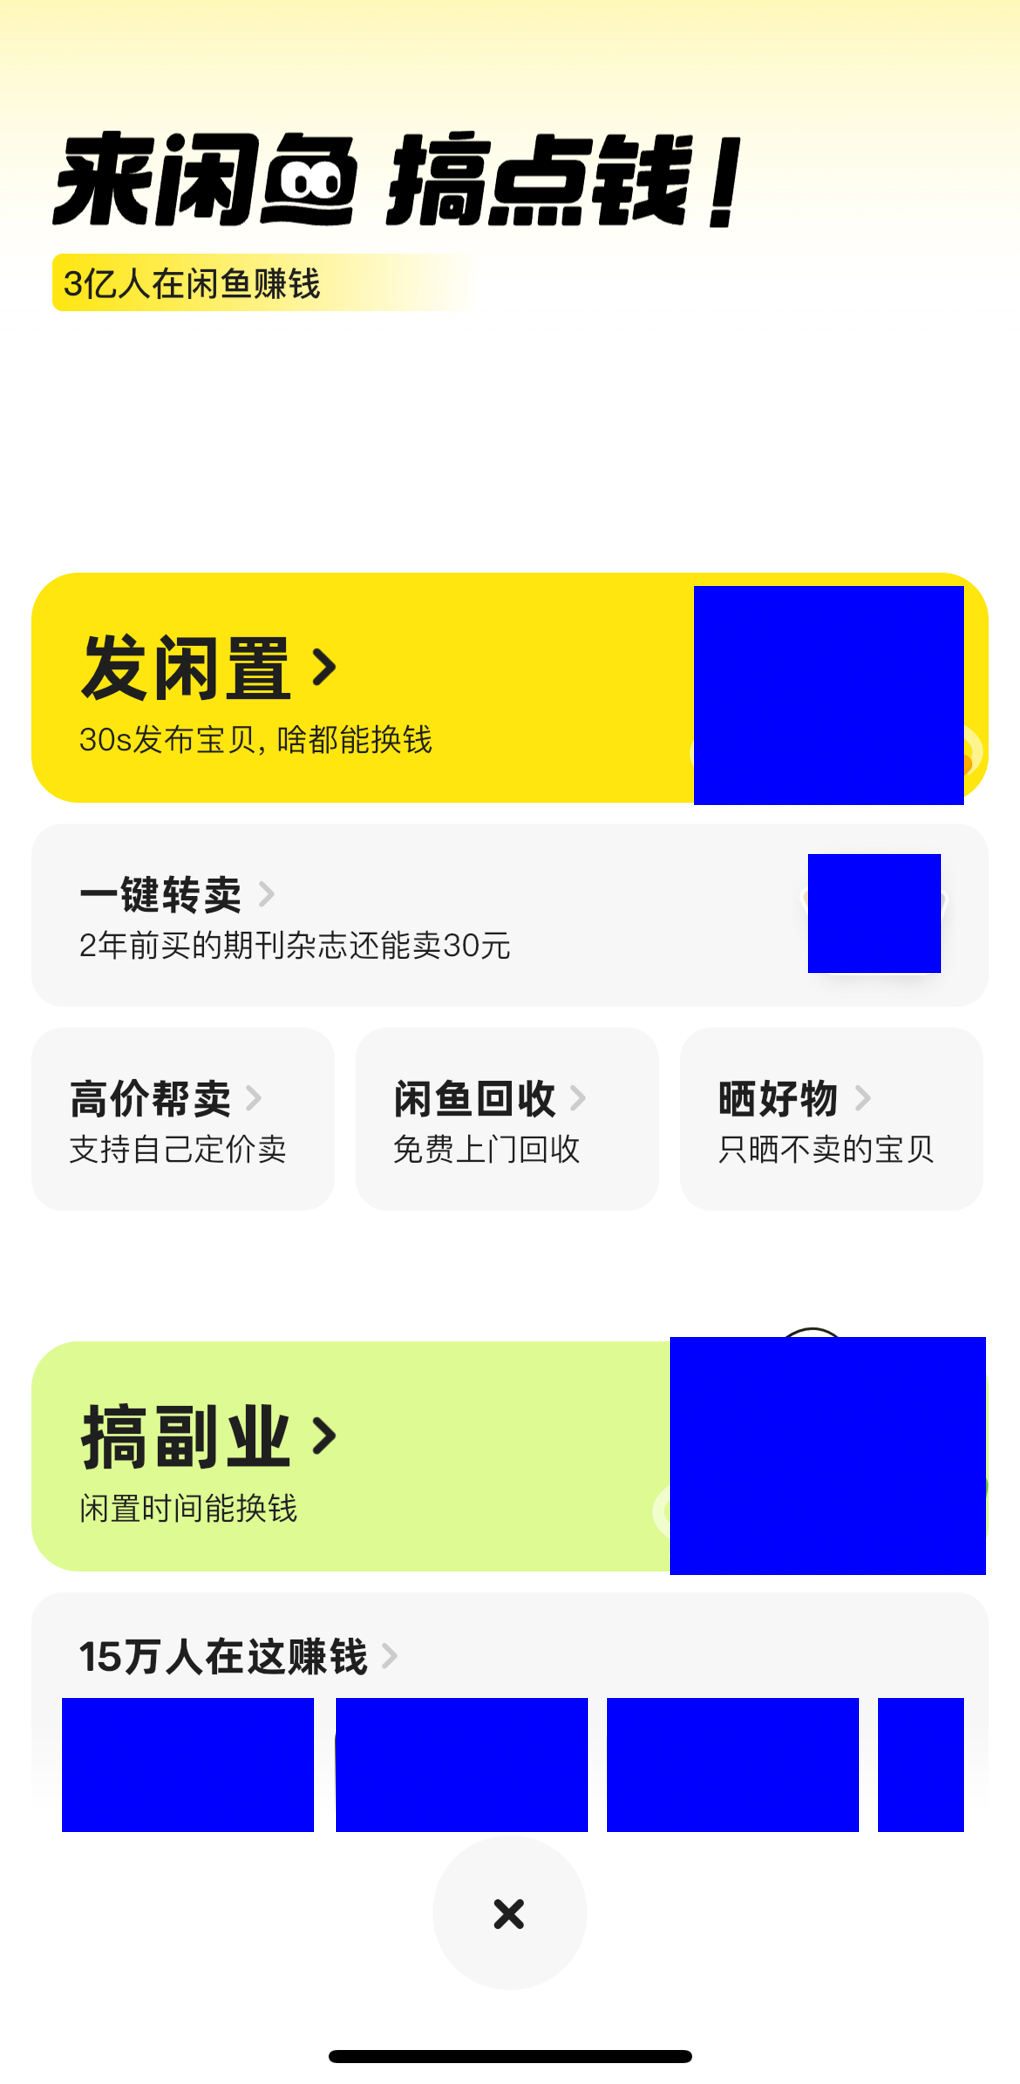 来闲鱼 搞点钱!
3亿人在闲鱼赚钱
发闲置
30s发布宝贝, 啥都能换钱
一键转卖
2年前买的期刊杂志还能卖30元
高价帮卖
支持自己定价卖
闲鱼回收
免费上门回收
晒好物
只晒不卖的宝贝
搞副业
闲置时间能换钱
15万人在这赚钱